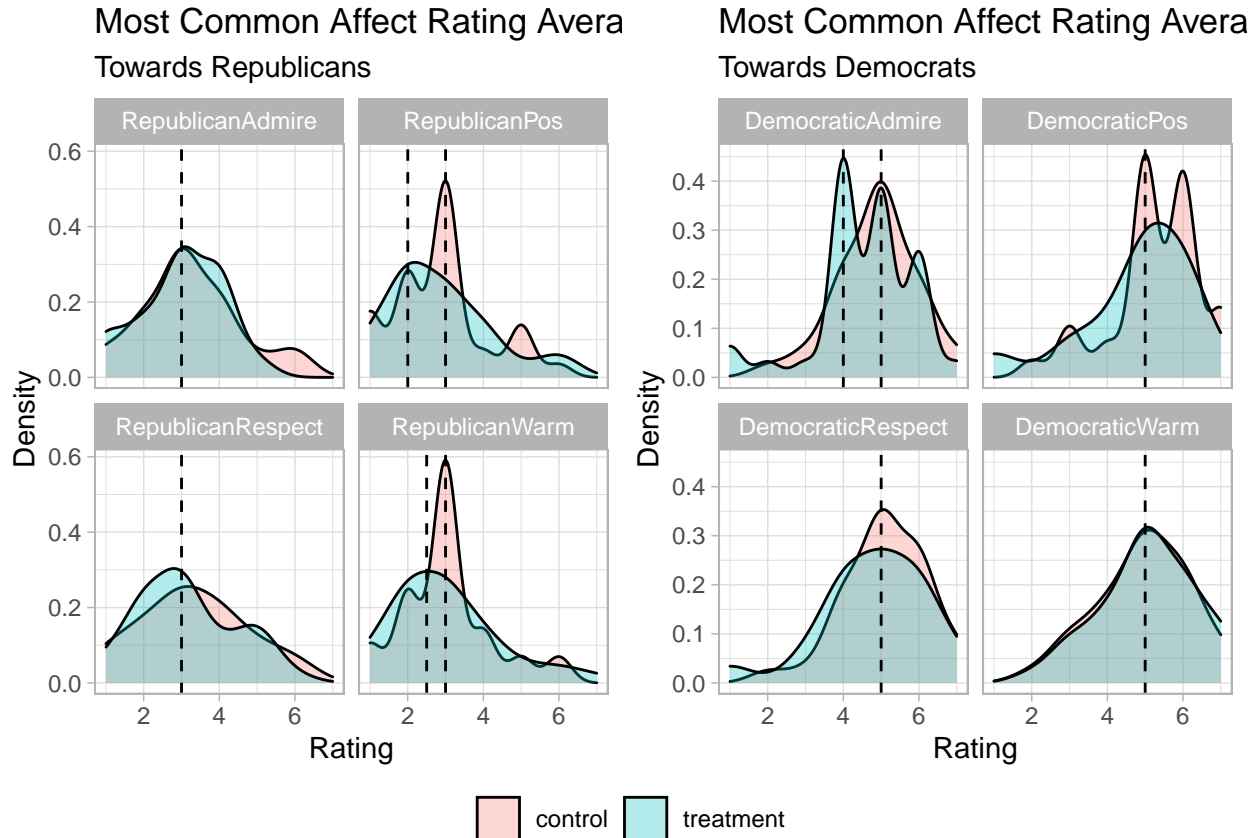 Most Common Affect Rating Avera
Towards Republicans
RepublicanAdmire
RepublicanPos
0.6
0.4
0.2
0.0
RepublicanRespect
RepublicanWarm
0.6
0.4
0.2
0.0
2 4 6
2 4 6
Density
Rating
Most Common Affect Rating Avera
Towards Democrats
DemocraticAdmire
DemocraticPos
0.4
0.3
0.2
0.1
0.0
DemocraticRespect
DemocraticWarm
0.4
0.3
0.2
0.1
0.0
2 4 6
2 4 6
Density
Rating
control
treatment